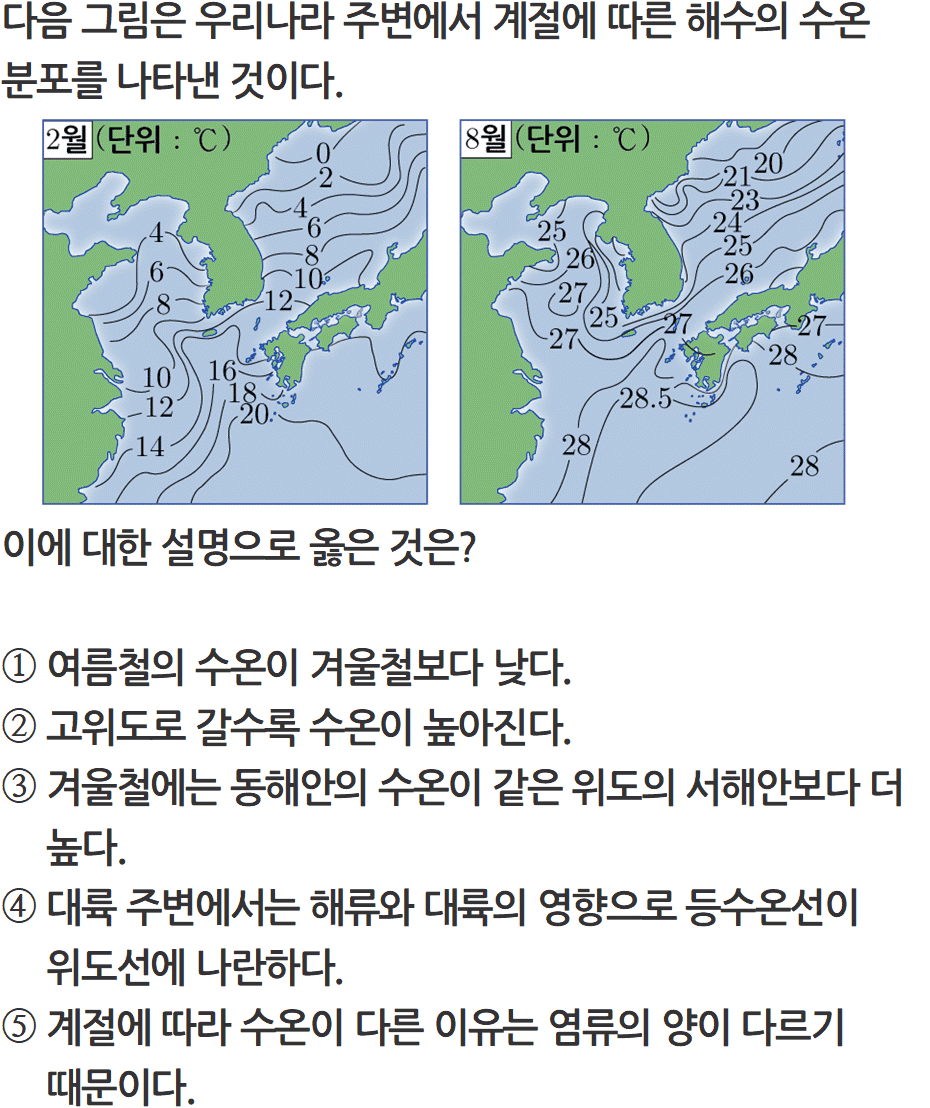 다음 그림은 우리나라 주변에서 계절에 따른 해수의 수온
분포를 나타낸 것이다.
2월 (단위 : ℃)
0
2
4
6
8
10
12
4
6
8
10
12
14
16
18
20
8월 (단위 : ℃)
20
21
23
24
25
26
25
26
27
25
27
27
27
28
28.5
28
28
이에 대한 설명으로 옳은 것은?
① 여름철의 수온이 겨울철보다 낮다.
② 고위도로 갈수록 수온이 높아진다.
③ 겨울철에는 동해안의 수온이 같은 위도의 서해안보다 더
높다.
④ 대륙 주변에서는 해류와 대륙의 영향으로 등수온선이
위도선에 나란하다.
⑤ 계절에 따라 수온이 다른 이유는 염류의 양이 다르기
때문이다.